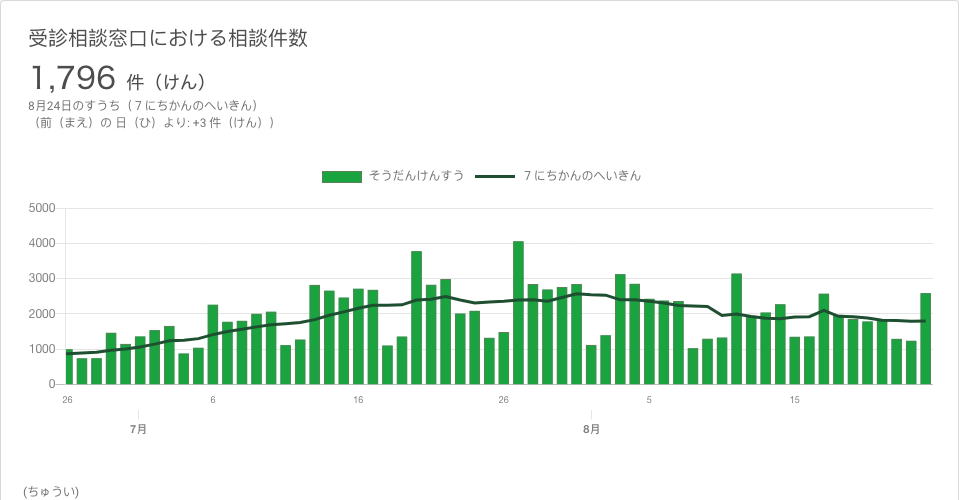 受診相談窓口における相談件数
1,796 件（けん）
8月24日のすうち（７にちかんのへいきん）
（前（まえ）の 日（ひ）より: +3 件（けん））
そうだんけんすう ７にちかんのへいきん
5000
4000
3000
2000
1000
0
26 6 16 26 5 15
7月 8月
(ちゅうい)